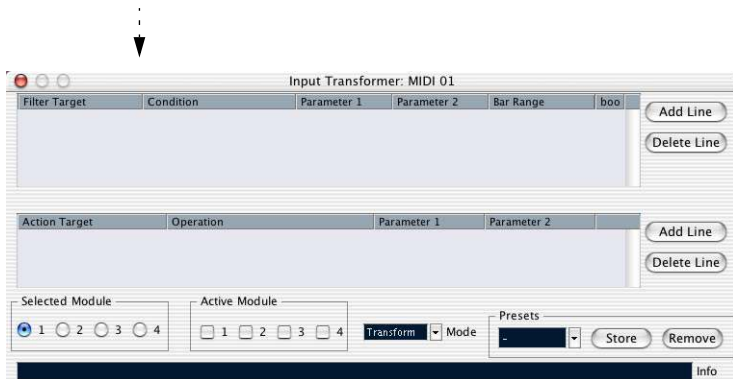 Input Transformer: MIDI 01
Filter Target Condition Parameter 1 Parameter 2 Bar Range boo
Add Line
Delete Line
Action Target Operation Parameter 1 Parameter 2
Add Line
Delete Line
Selected Module Active Module
Presets
1 2 3 4 1 2 3 4 Transform Mode - Store Remove
Info